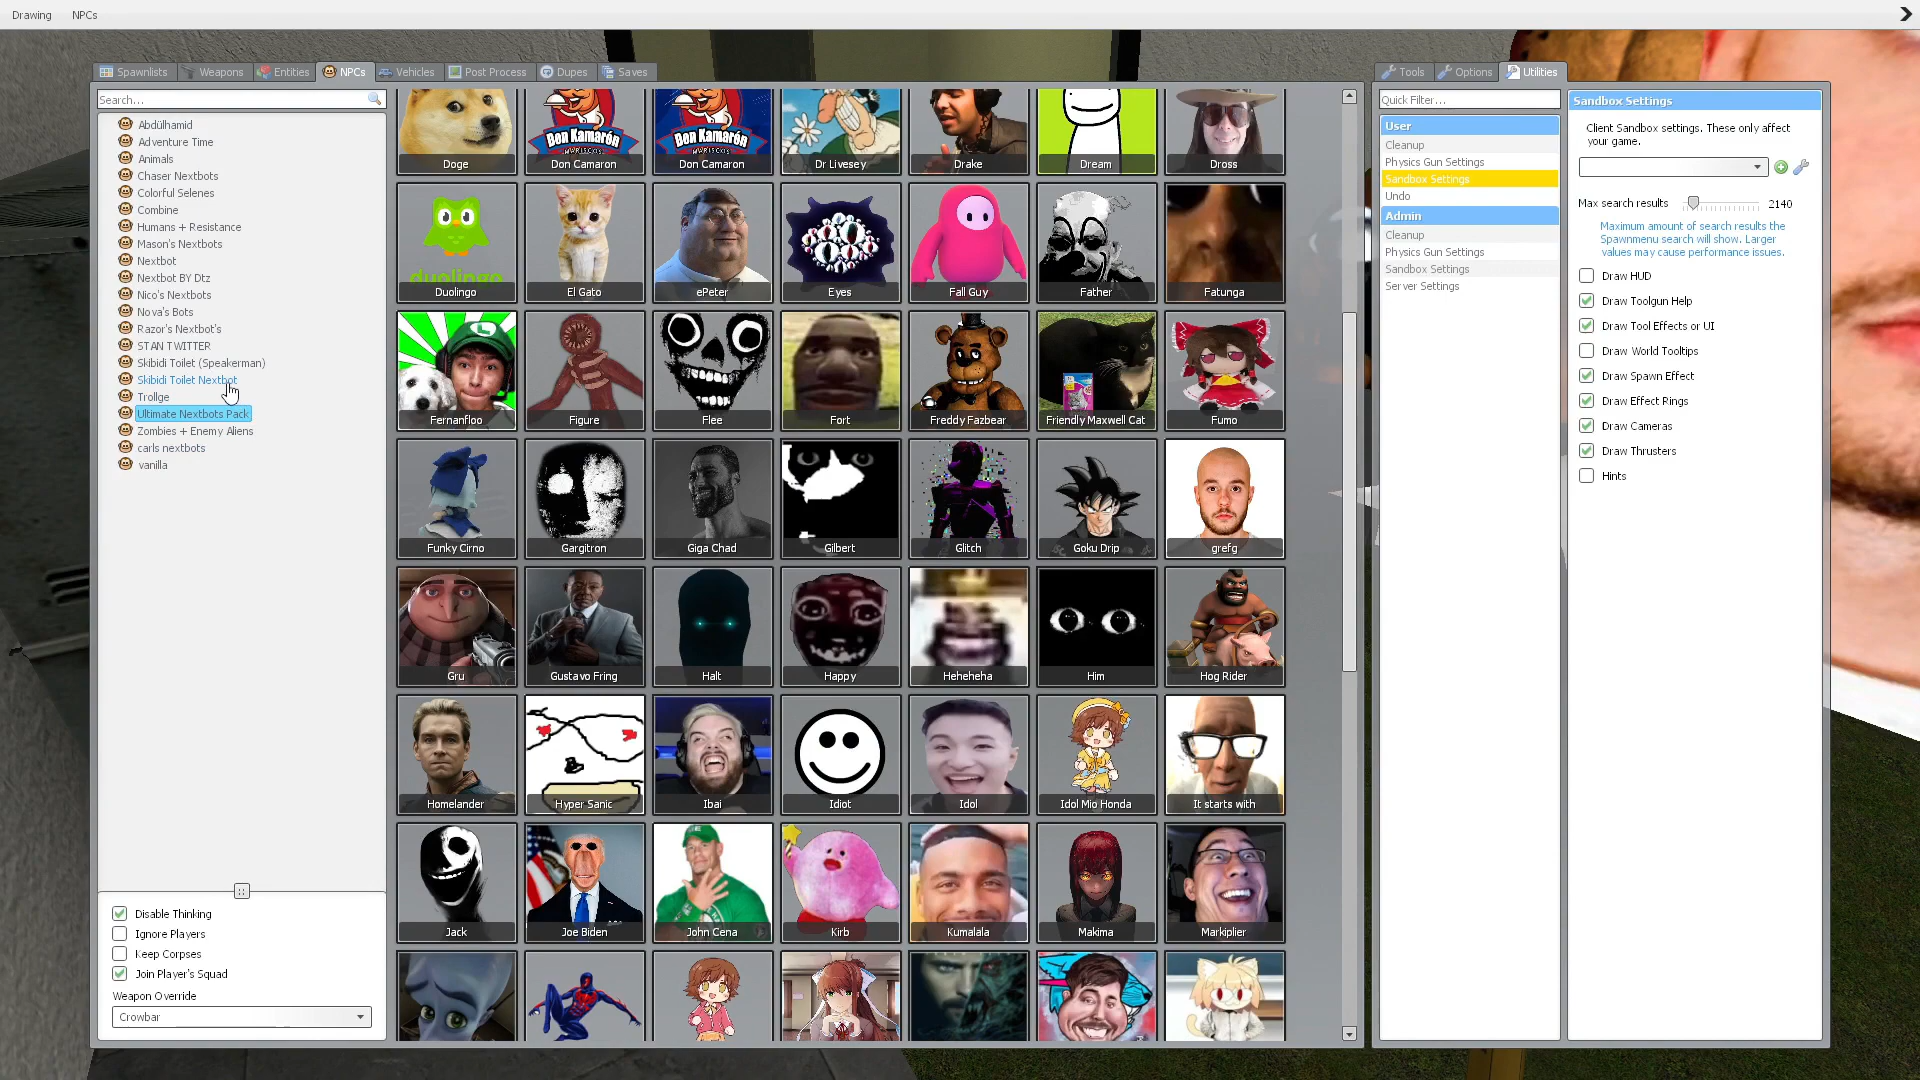 Drawing NPCs
Spawnlists Weapons Entities NPCs Vehicles Post Process Dupes Saves
Search...
Abdülhamid
Adventure Time
Animals
Chaser Nextbots
Colorful Selenes
Combine
Humans + Resistance
Mason's Nextbots
Nextbot
Nextbot BY Dtz
Nico's Nextbots
Nova's Bots
Razor's Nextbot's
STAN TWITTER
Skibidi Toilet (Speakerman)
Skibidi Toilet Nextbot
Trollge
Ultimate Nextbots Pack
Zombies + Enemy Aliens
carls nextbots
vanilla
Disable Thinking
Ignore Players
Keep Corpses
Join Player's Squad
Weapon Override
Crowbar
DON KAMARÓN
MARISCOS
DON KAMARÓN
MARISCOS
Doge Don Camaron Don Camaron Dr Livesey Drake Dream Dross
duolingo
Duolingo El Gato ePeter Eyes Fall Guy Father Fatunga
L
Fernanfloo Figure Flee Fort Freddy Fazbear Friendly Maxwell Cat Fumo
Funky Cirno Gargitron Giga Chad Gilbert Glitch Goku Drip grefg
Gru Gustavo Fring Halt Happy Heheheha Him Hog Rider
Homelander Hyper Sanic Ibai Idiot Idol Idol Mio Honda It starts with
Jack Joe Biden John Cena Kirb Kumalala Makima Markiplier
Tools Options Utilities
Quick Filter...
User
Cleanup
Physics Gun Settings
Sandbox Settings
Undo
Admin
Cleanup
Physics Gun Settings
Sandbox Settings
Server Settings
Sandbox Settings
Client Sandbox settings. These only affect
your game.
Max search results 2140
Maximum amount of search results the
Spawnmenu search will show. Larger
values may cause performance issues.
Draw HUD
Draw Toolgun Help
Draw Tool Effects or UI
Draw World Tooltips
Draw Spawn Effect
Draw Effect Rings
Draw Cameras
Draw Thrusters
Hints